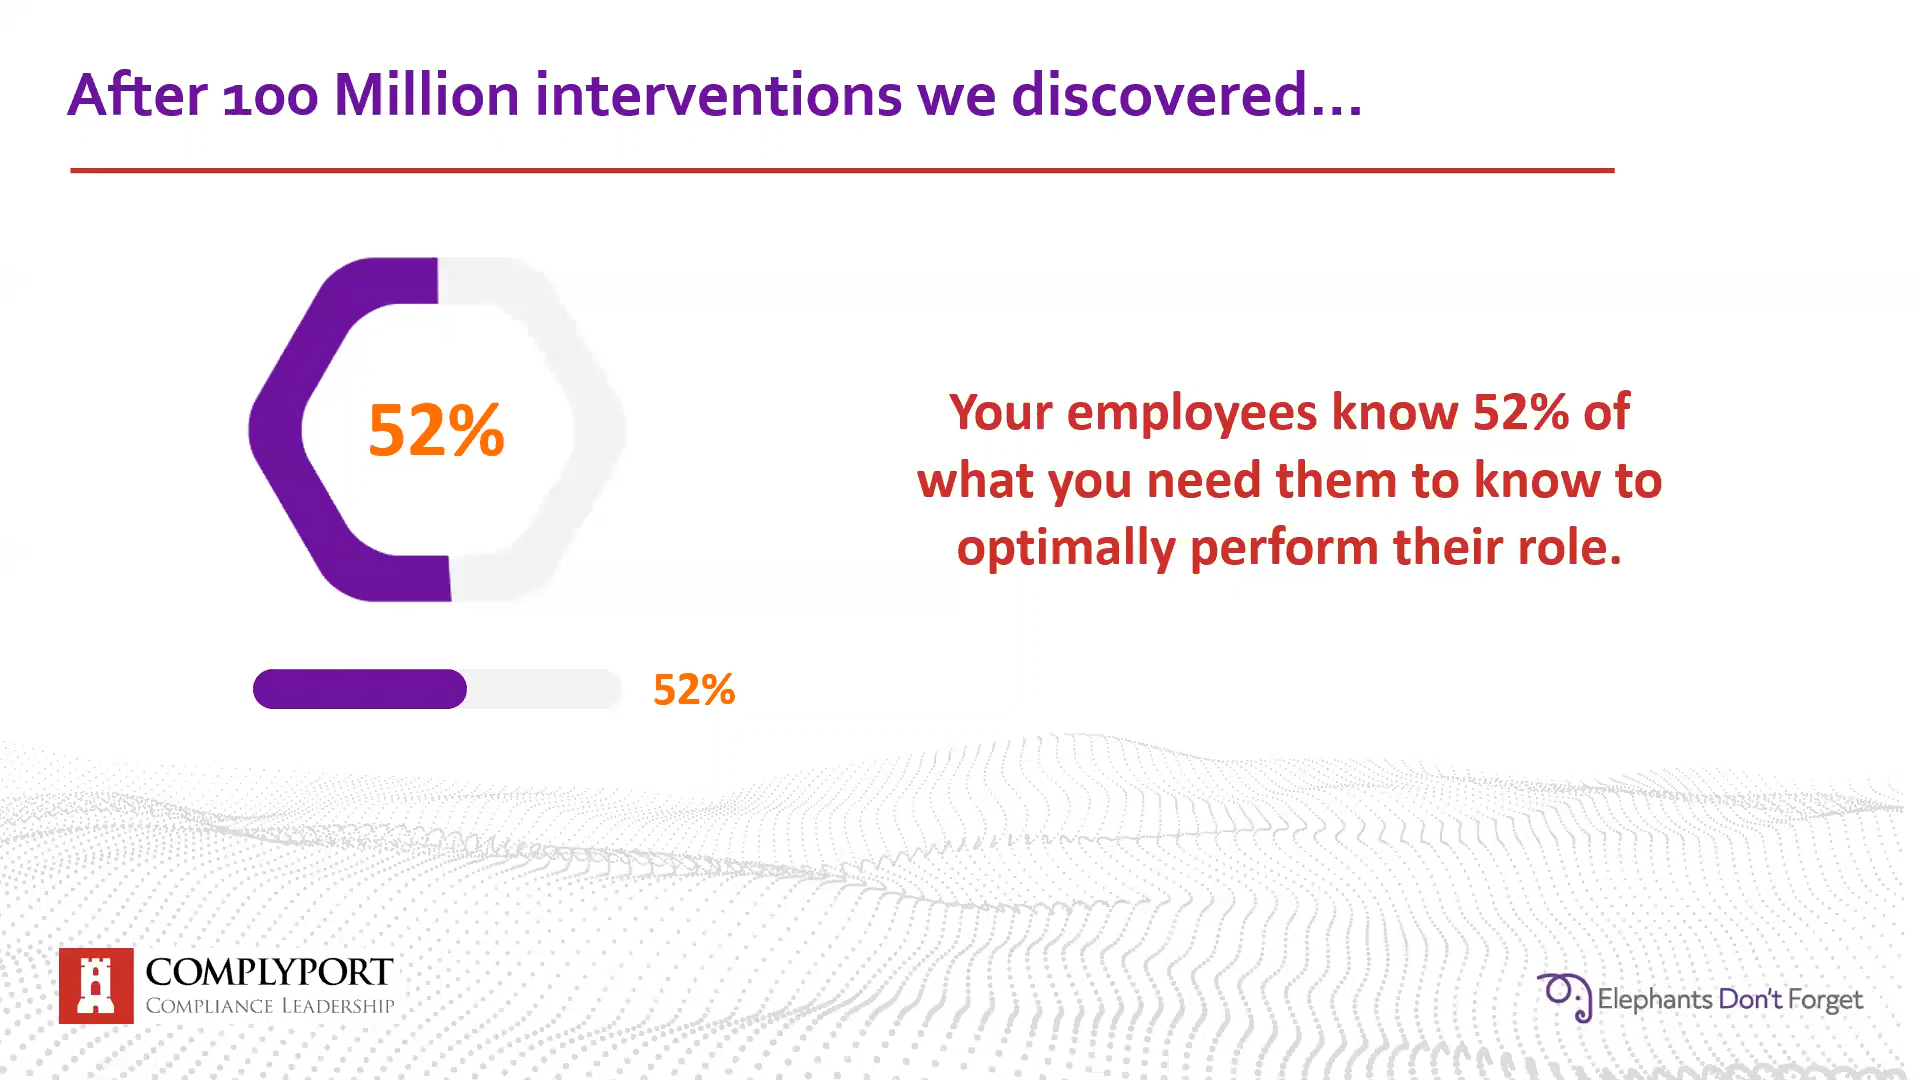 After 100 Million interventions we discovered...
52%
Your employees know 52% of
what you need them to know to
optimally perform their role.
52%
COMPLYPORT
COMPLIANCE LEADERSHIP
Elephants Don't Forget